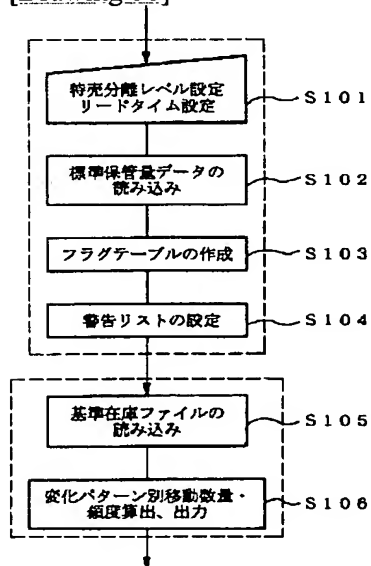 特売分離レベル設定
リードタイム設定
S101
標準保管量データの
読み込み
S102
フラグテーブルの作成
S103
警告リストの設定
S104
基準在庫ファイルの
読み込み
S105
変化パターン別移動数量・
頻度算出、出力
S106